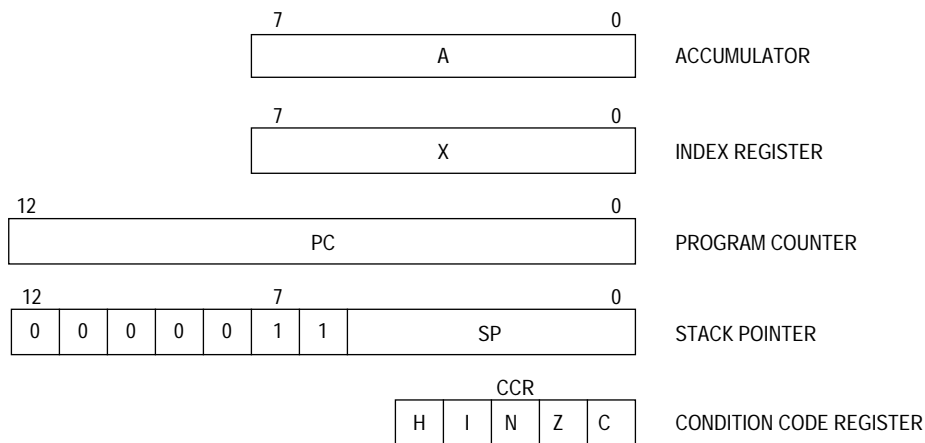 7 0
A ACCUMULATOR
7 0
X INDEX REGISTER
12 0
PC PROGRAM COUNTER
12 7 0
0 0 0 0 0 1 1 SP STACK POINTER
CCR
H I N Z C CONDITION CODE REGISTER